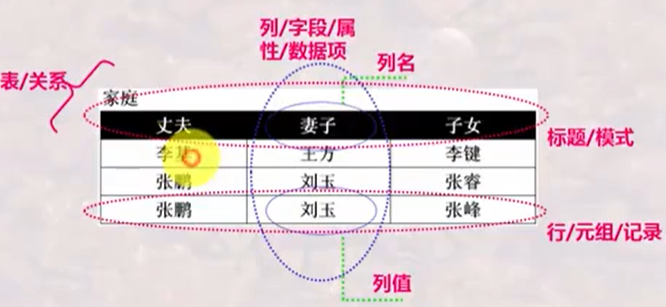 列/字段/属
性/数据项
列名
表/关系
家庭
丈夫 妻子 子女
标题/模式
李 王方 李键
张鹏 刘玉 张睿
张鹏 刘玉 张峰
行/元组/记录
列值